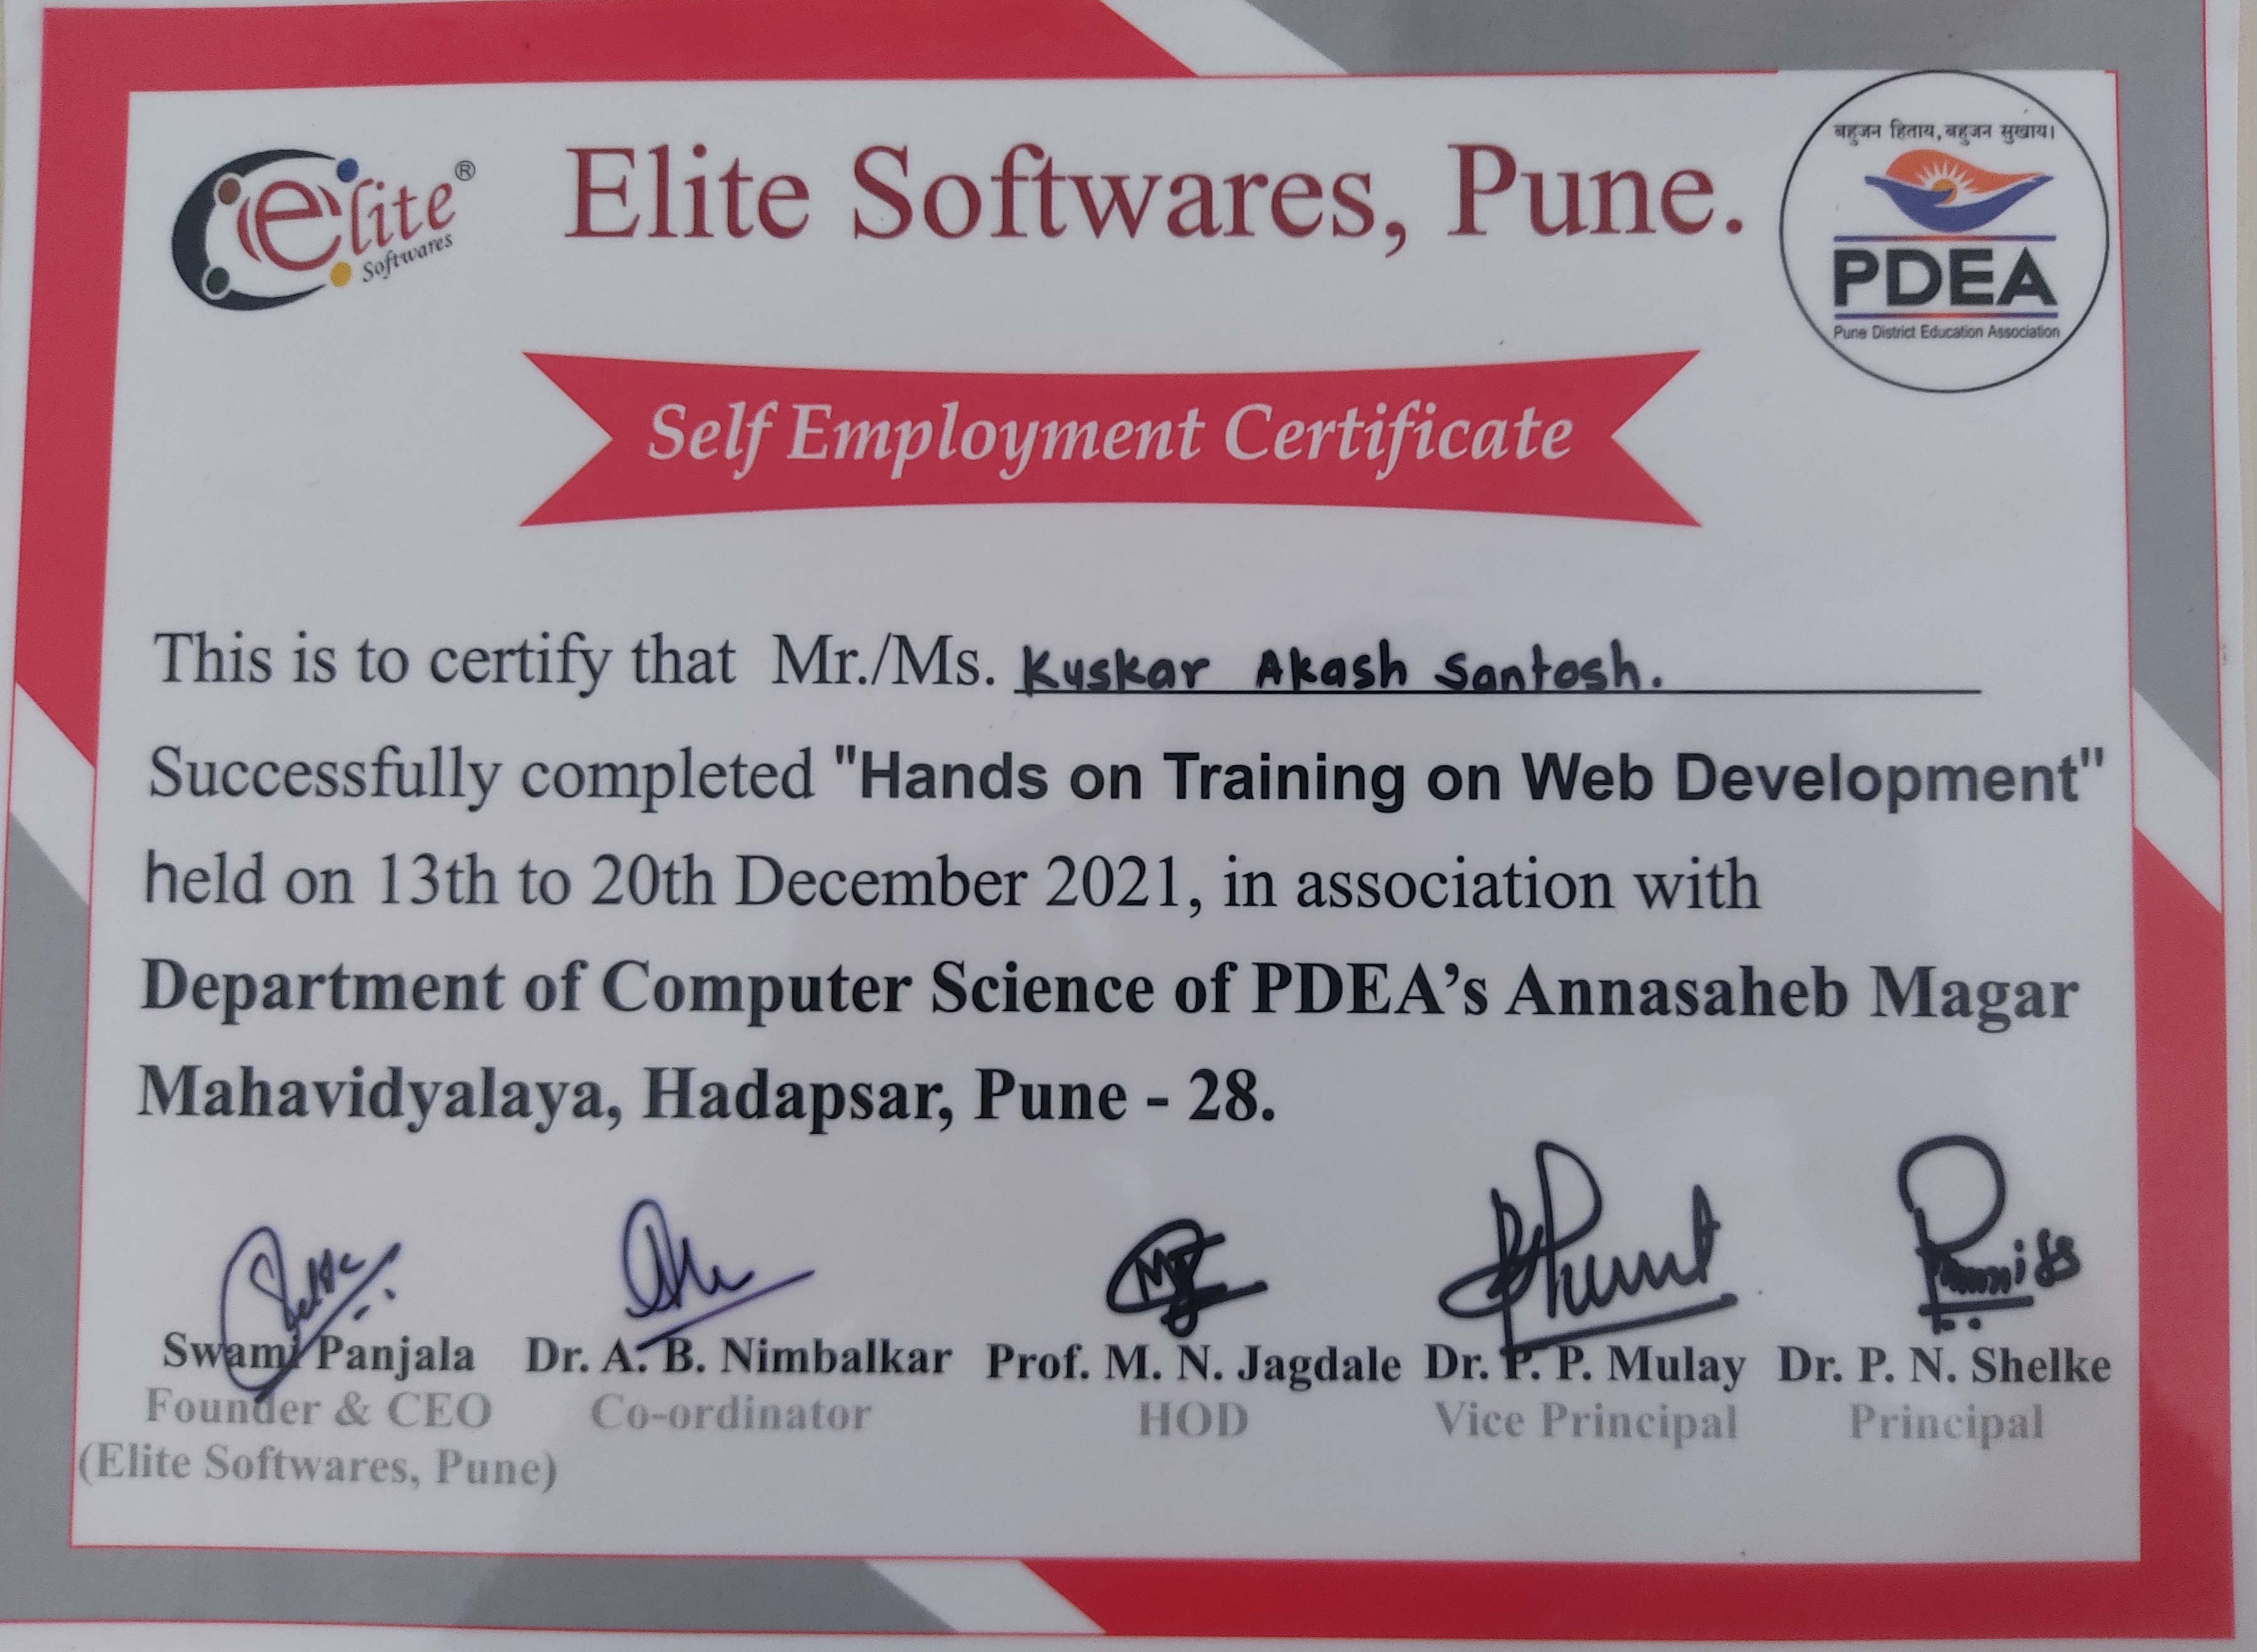 elite®
Softwares
Elite Softwares, Pune.
बहुजन हिताय, बहुजन सुखाय।
PDEA
Pune District Education Association
Self Employment Certificate
This is to certify that Mr./Ms. Kuskar Akash Santosh.
Successfully completed "Hands on Training on Web Development"
held on 13th to 20th December 2021, in association with
Department of Computer Science of PDEA's Annasaheb Magar
Mahavidyalaya, Hadapsar, Pune - 28.
Swami Panjala Dr. A. B. Nimbalkar Prof. M. N. Jagdale Dr. P. P. Mulay Dr. P. N. Shelke
Founder & CEO Co-ordinator HOD Vice Principal Principal
(Elite Softwares, Pune)